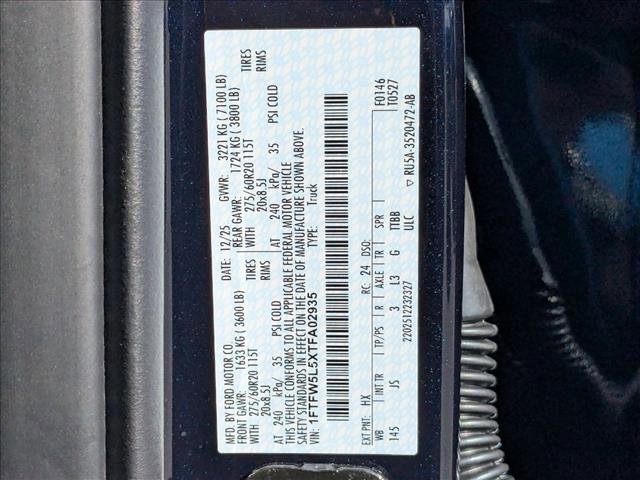 MFD. BY FORD MOTOR CO.
DATE: 12/25 GVWR: 3221 KG ( 7100 LB)
FRONT GAWR: 1633 KG ( 3600 LB)
REAR GAWR: 1724 KG ( 3800 LB)
WITH 275/60R20 115T TIRES
WITH 275/60R20 115T TIRES
20x8.5J RIMS
20x8.5J RIMS
AT 240 kPa/ 35 PSI COLD
AT 240 kPa/ 35 PSI COLD
THIS VEHICLE CONFORMS TO ALL APPLICABLE FEDERAL MOTOR VEHICLE
SAFETY STANDARDS IN EFFECT ON THE DATE OF MANUFACTURE SHOWN ABOVE.
VIN: 1FTFW5L5XTFA02935
TYPE: Truck
F0146
T0527
EXT PNT: HX RC: 24 DSO:
WB INT TR TP/PS R AXLE TR SPR
145 JS 3 L3 G TTBB
ULC
2202512232327
▽ RU5A-3520472-AB